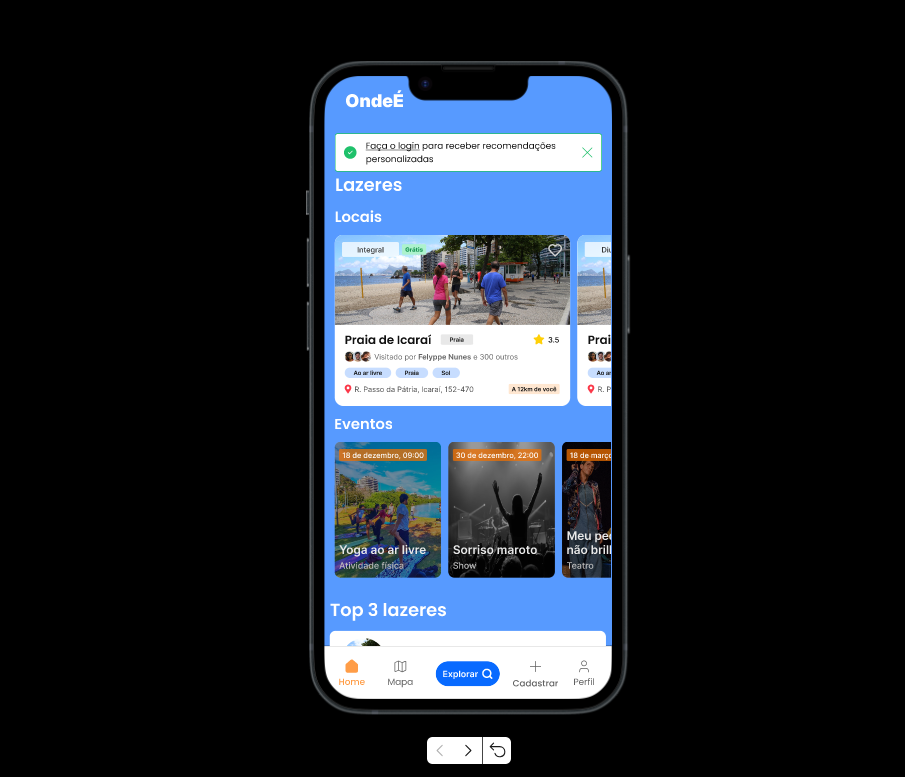 OndeÉ
Faça o login para receber recomendações
personalizadas
Lazeres
Locais
Integral
Grátis
Praia de Icaraí
Praia
3.5
Visitado por Felyppe Nunes e 300 outros
Ao ar livre
Praia
Sol
R. Passo da Pátria, Icaraí, 152-470
A 12km de você
Diu
Prai
Ao ar
R. P
Eventos
18 de dezembro, 09:00
Yoga ao ar livre
Atividade física
30 de dezembro, 22:00
Sorriso maroto
Show
18 de março
Meu pe
não brill
Teatro
Top 3 lazeres
Home
Mapa
Explorar
Cadastrar
Perfil